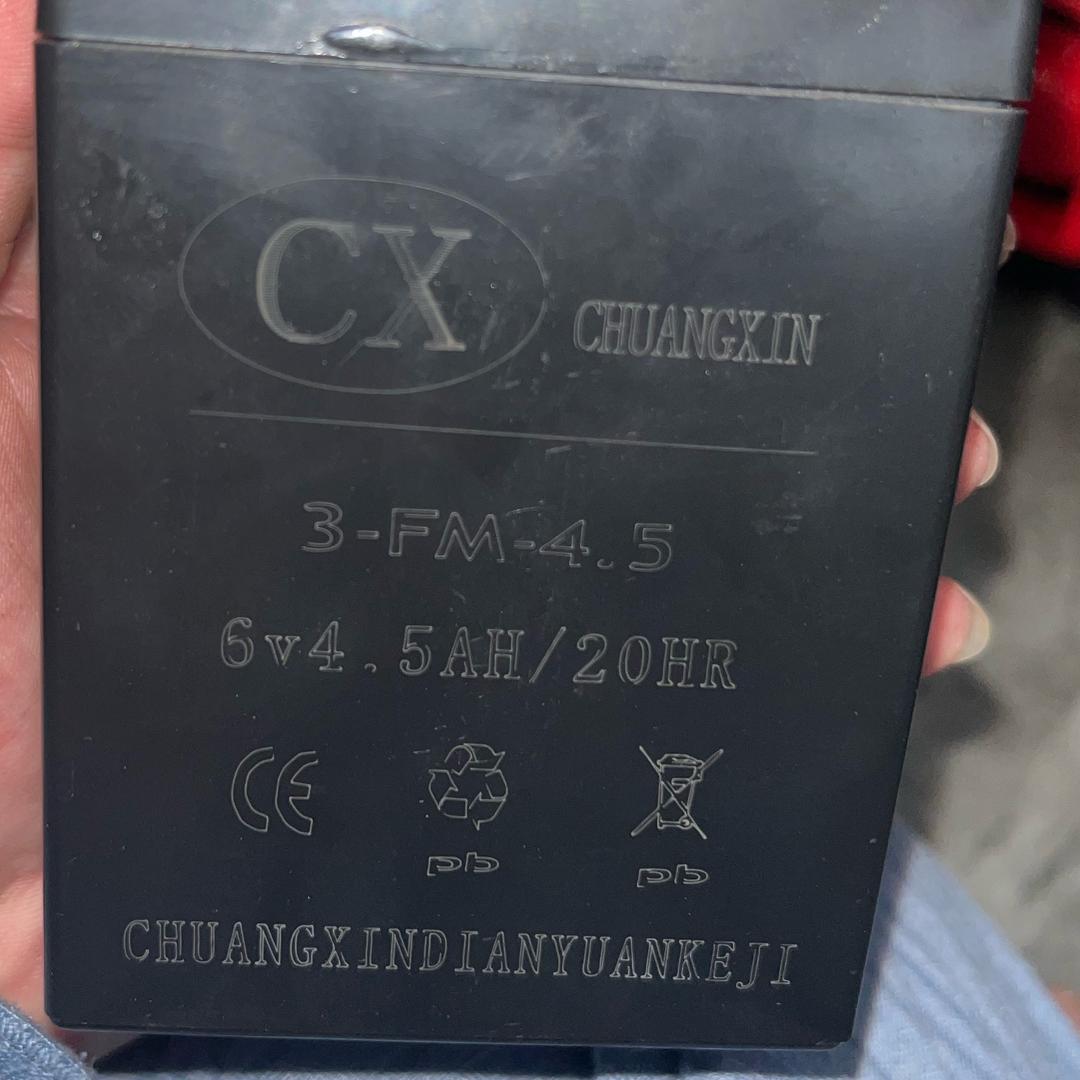 CX CHUANGXIN
3-FM-4.5
6v4.5AH/20HR
CE
pb pb
CHUANGXINDIANYUANKEJI